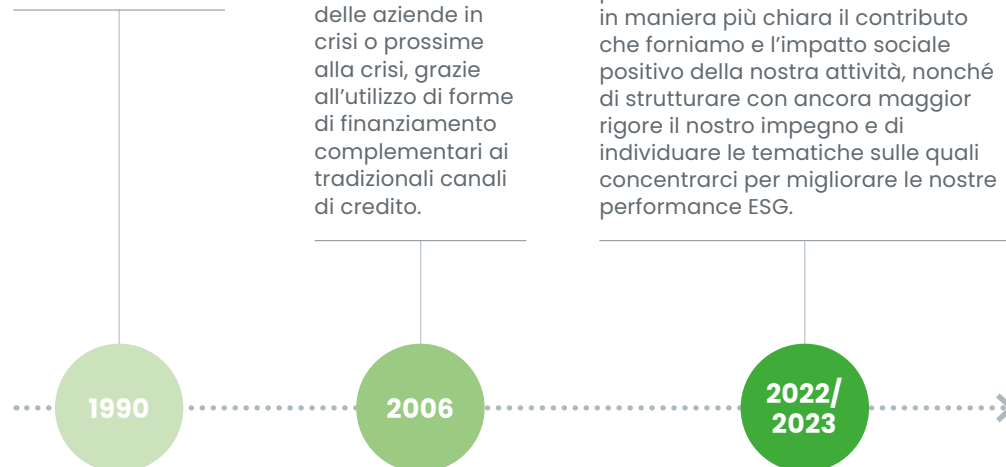 delle aziende in
crisi o prossime
alla crisi, grazie
all’utilizzo di forme
di finanziamento
complementari ai
tradizionali canali
di credito.
in maniera più chiara il contributo
che forniamo e l’impatto sociale
positivo della nostra attività, nonché
di strutturare con ancora maggior
rigore il nostro impegno e di
individuare le tematiche sulle quali
concentrarci per migliorare le nostre
performance ESG.
1990
2006
2022/
2023